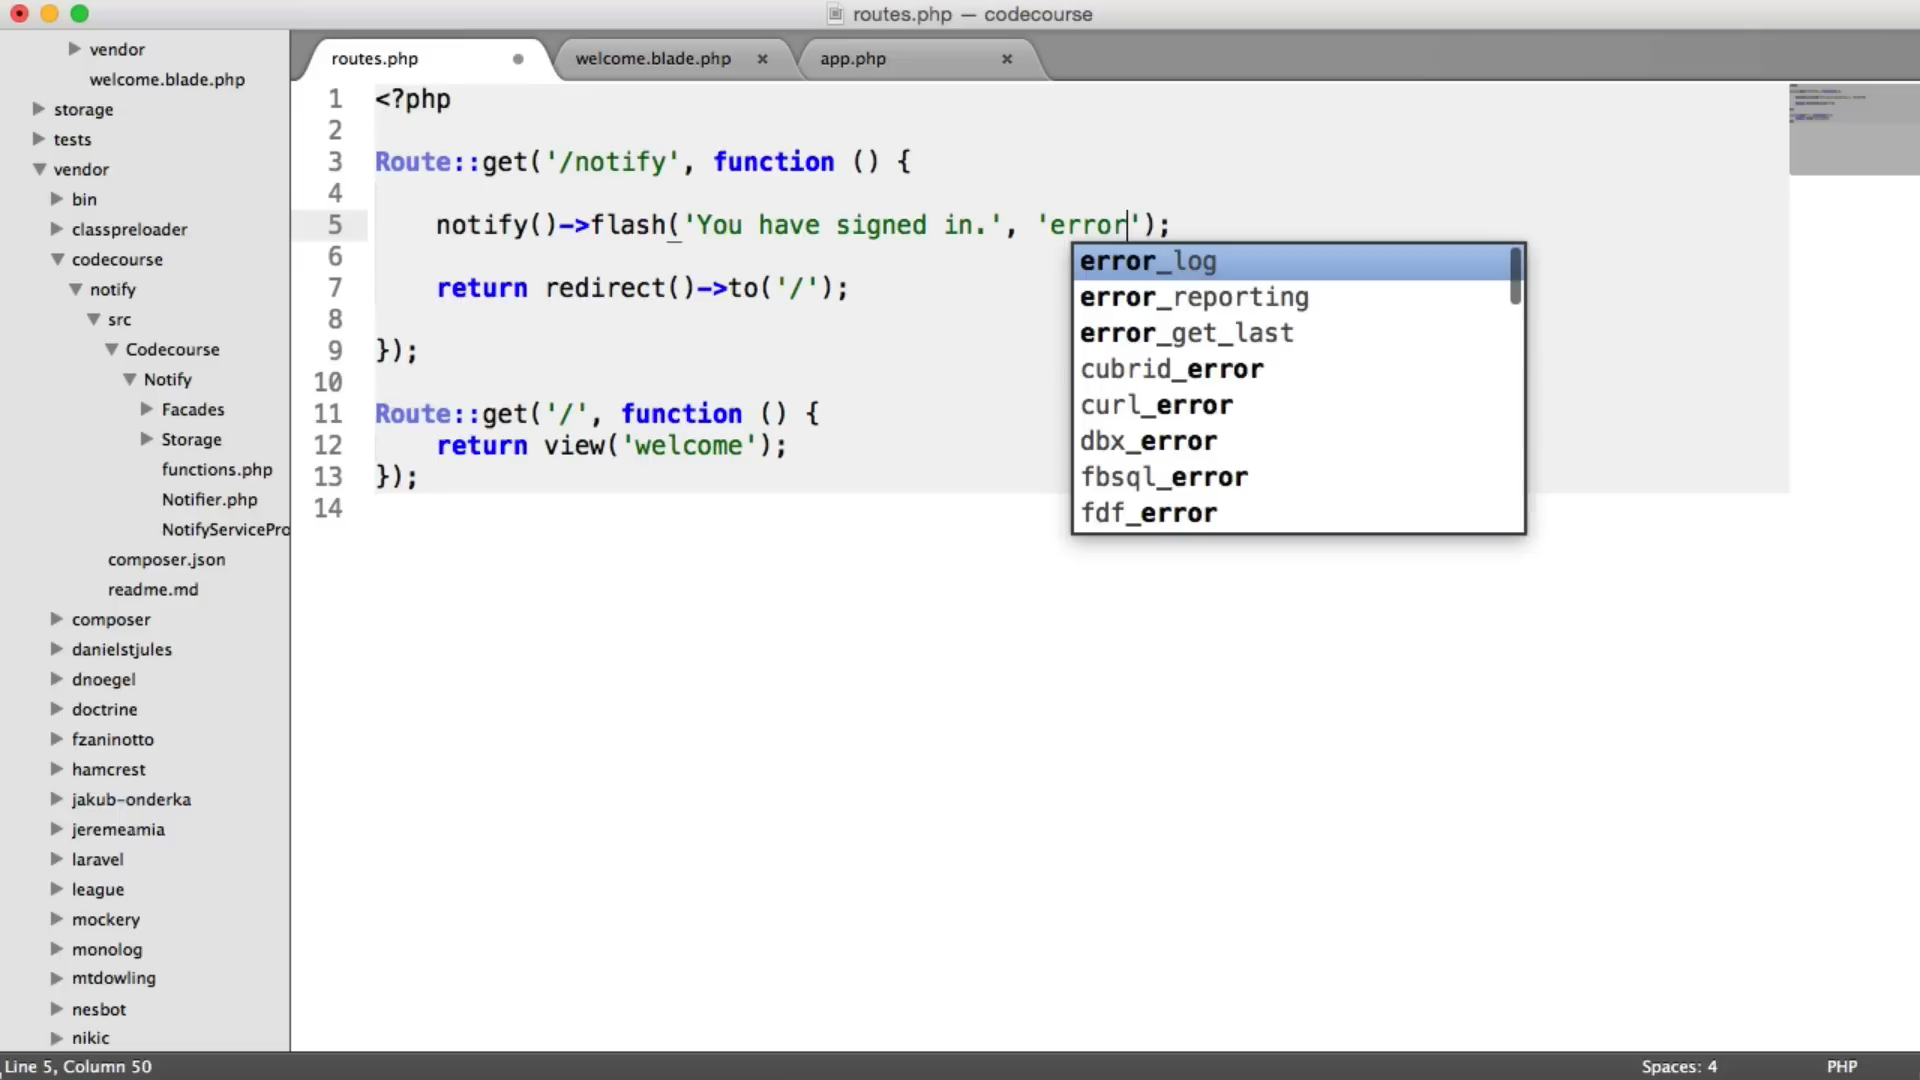 routes.php — codecourse
vendor
welcome.blade.php
storage
tests
vendor
bin
classpreloader
codecourse
notify
src
Codecourse
Notify
Facades
Storage
functions.php
Notifier.php
NotifyServicePro
composer.json
readme.md
composer
danielstjules
dnoegel
doctrine
fzaninotto
hamcrest
jakub-onderka
jeremeamia
laravel
league
mockery
monolog
mtdowling
nesbot
nikic
routes.php
welcome.blade.php ×
app.php ×
1 <?php
2
3 Route::get('/notify', function () {
4
5 notify()->flash('You have signed in.', 'error');
6
7 return redirect()->to('/');
8
9 });
10
11 Route::get('/', function () {
12 return view('welcome');
13 });
14
error_log
error_reporting
error_get_last
cubrid_error
curl_error
dbx_error
fbsql_error
fdf_error
Line 5, Column 50
Spaces: 4
PHP